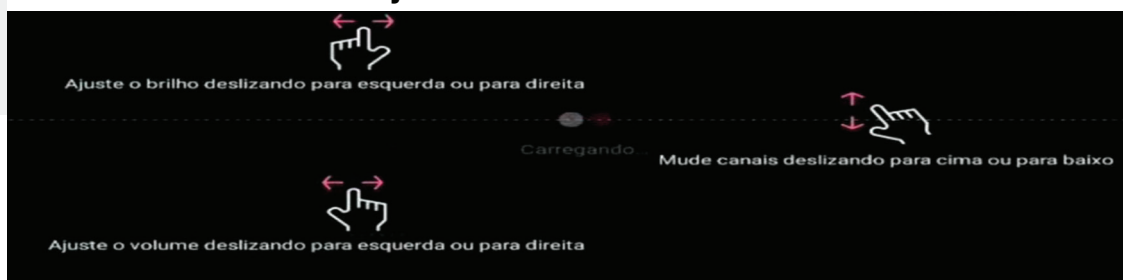 Ajuste o brilho deslizando para esquerda ou para direita
Carregando...
Mude canais deslizando para cima ou para baixo
Ajuste o volume deslizando para esquerda ou para direita